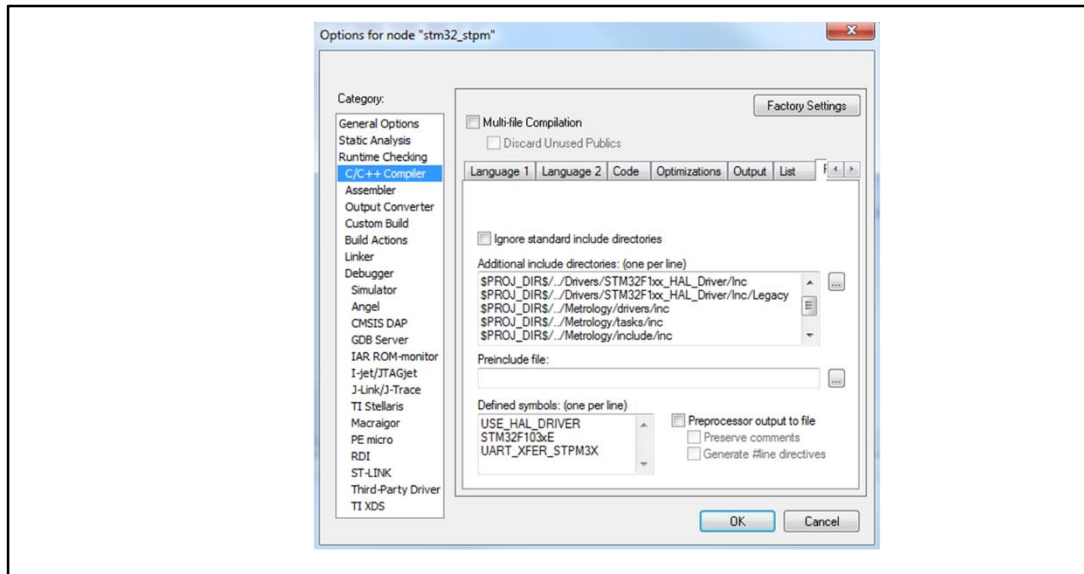 Options for node "stm32_stpm"
Category:
General Options
Static Analysis
Runtime Checking
C/C++ Compiler
Assembler
Output Converter
Custom Build
Build Actions
Linker
Debugger
Simulator
Angel
CMSIS DAP
GDB Server
IAR ROM-monitor
I-jet/JTAGjet
J-Link/J-Trace
TI Stellaris
Macraigor
PE micro
RDI
ST-LINK
Third-Party Driver
TI XDS
Factory Settings
Multi-file Compilation
Discard Unused Publics
Language 1 Language 2 Code Optimizations Output List
Ignore standard include directories
Additional include directories: (one per line)
$PROJ_DIR$/../Drivers/STM32F1xx_HAL_Driver/Inc
$PROJ_DIR$/../Drivers/STM32F1xx_HAL_Driver/Inc/Legacy
$PROJ_DIR$/../Metrology/drivers/inc
$PROJ_DIR$/../Metrology/tasks/inc
$PROJ_DIR$/../Metrology/include/inc
Preinclude file:
Defined symbols: (one per line)
USE_HAL_DRIVER
STM32F103xE
UART_XFER_STPM3X
Preprocessor output to file
Preserve comments
Generate #line directives
OK Cancel